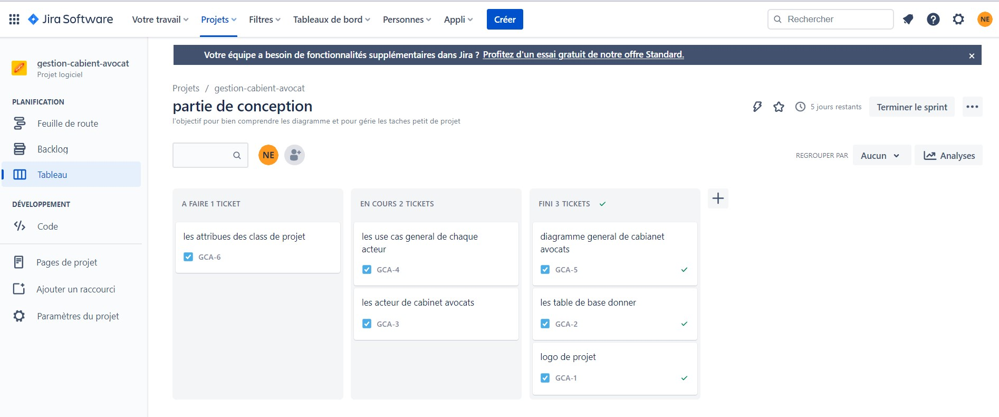 Jira Software
Votre travail
Projets
Filtres
Tableaux de bord
Personnes
Appli
Créer
Rechercher
NE
gestion-cabient-avocat
Projet logiciel
PLANIFICATION
Feuille de route
Backlog
Tableau
DÉVELOPPEMENT
Code
Pages de projet
Ajouter un raccourci
Paramètres du projet
Votre équipe a besoin de fonctionnalités supplémentaires dans Jira ? Profitez d'un essai gratuit de notre offre Standard.
Projets / gestion-cabient-avocat
partie de conception
l'objectif pour bien comprendre les diagramme et pour gérie les taches petit de projet
5 jours restants
Terminer le sprint
NE
REGROUPER PAR
Aucun
Analyses
A FAIRE 1 TICKET
les attribues des class de projet
GCA-6
EN COURS 2 TICKETS
les use cas general de chaque
acteur
GCA-4
les acteur de cabinet avocats
GCA-3
FINI 3 TICKETS
diagramme general de cabianet
avocats
GCA-5
les table de base donner
GCA-2
logo de projet
GCA-1